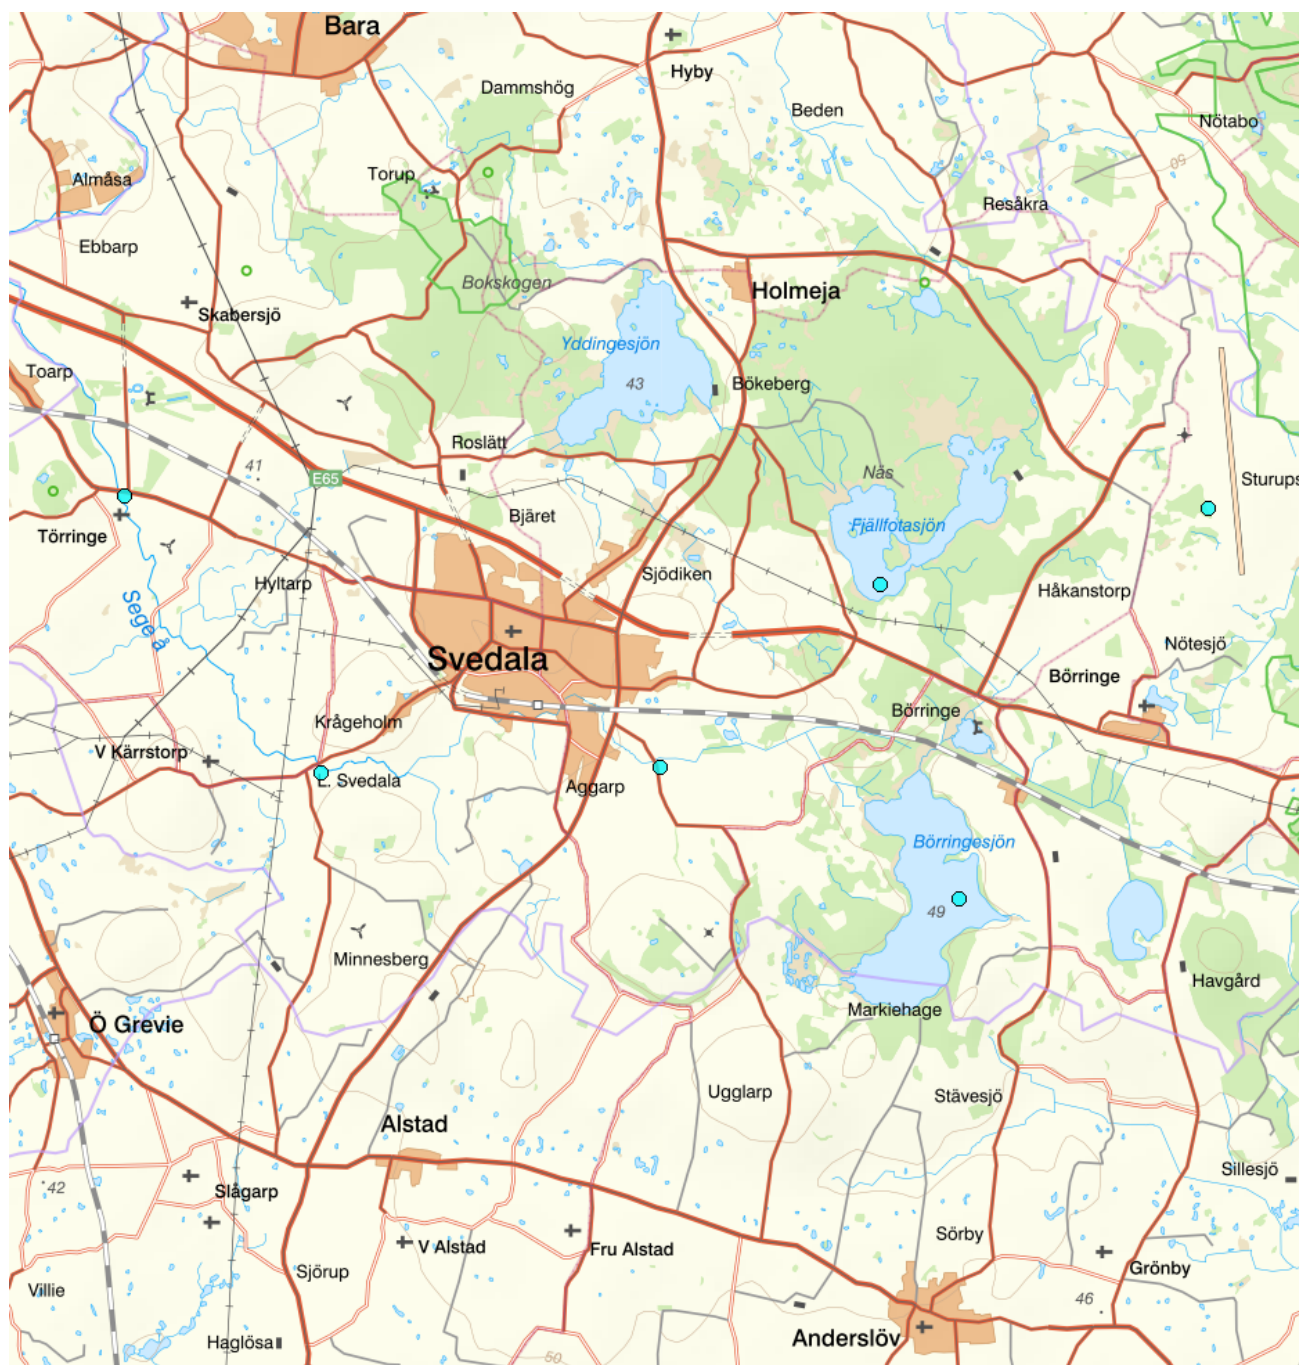 Bara
Hyby
Dammshög
Beden
Nötabo
50
Torup
Almåsa
Resåkra
Ebbarp
Bokskogen
Holmeja
Skabersjö
Yddingesjön
Toarp
43
Bökeberg
Roslätt
41
E65
Näs
Sturups
Bjäret
Fjällfotasjön
Törringe
Sjödiken
Hyltarp
Håkanstorp
Sege å
Nötesjö
Svedala
Börringe
Börringe
Krågeholm
V Kärrstorp
L. Svedala
Aggarp
Börringesjön
49
Minnesberg
Havgård
Markiehage
Ö Grevie
Ugglarp
Stävesjö
Alstad
Sillesjö
42
Slågarp
Sörby
V Alstad
Fru Alstad
Grönby
Sjörup
Villie
46
Haglösa
Anderslöv
50